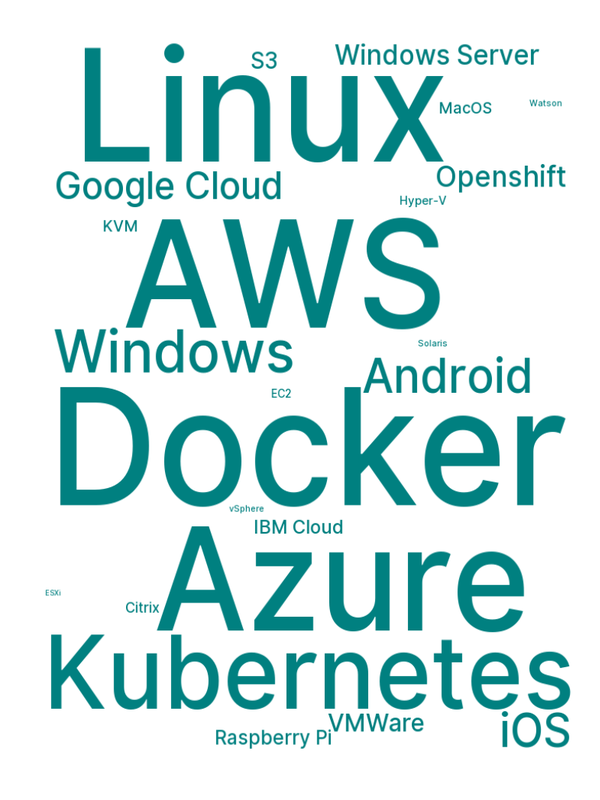 Windows Server
S3
Linux
MacOS
Watson
Openshift
Google Cloud
Hyper-V
KVM
AWS
Solaris
Windows
Android
EC2
Docker
vSphere
IBM Cloud
Azure
ESXi
Citrix
Kubernetes
VMWare
iOS
Raspberry Pi